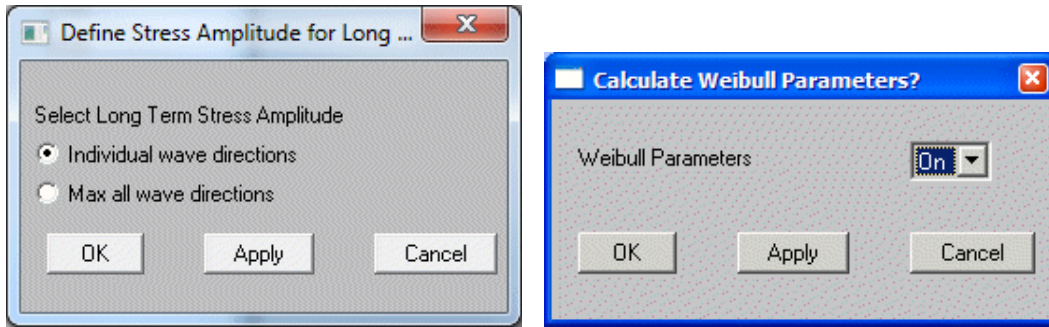 Define Stress Amplitude for Long ...
Select Long Term Stress Amplitude
Individual wave directions
Max all wave directions
OK Apply Cancel
Calculate Weibull Parameters?
Weibull Parameters On
OK Apply Cancel